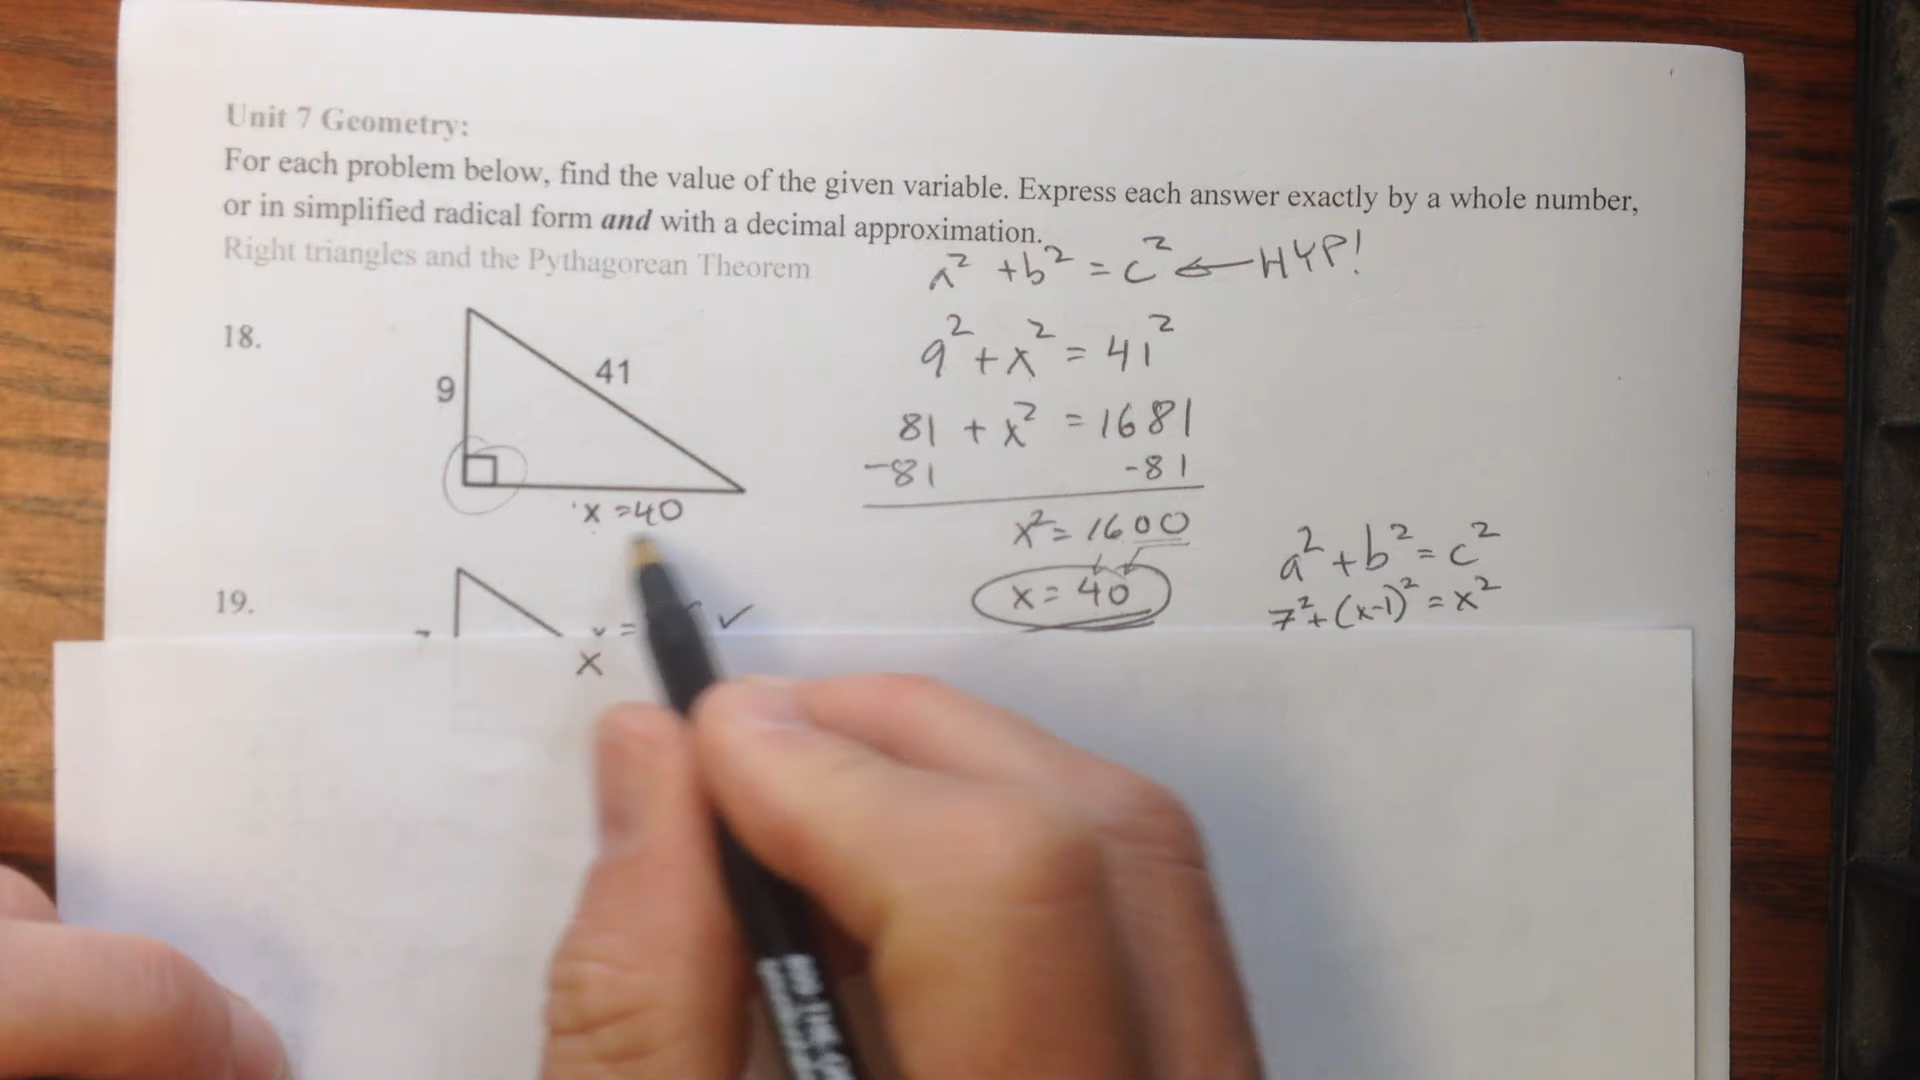 Unit 7 Geometry:
For each problem below, find the value of the given variable. Express each answer exactly by a whole number,
or in simplified radical form and with a decimal approximation.
Right triangles and the Pythagorean Theorem
a² + b² = c² ← HYP!
18.
9
41
x = 40
9² + x² = 41²
81 + x² = 1681
-81 -81
x² = 1600
x = 40
19.
x =
x
a² + b² = c²
7² + (x-1)² = x²